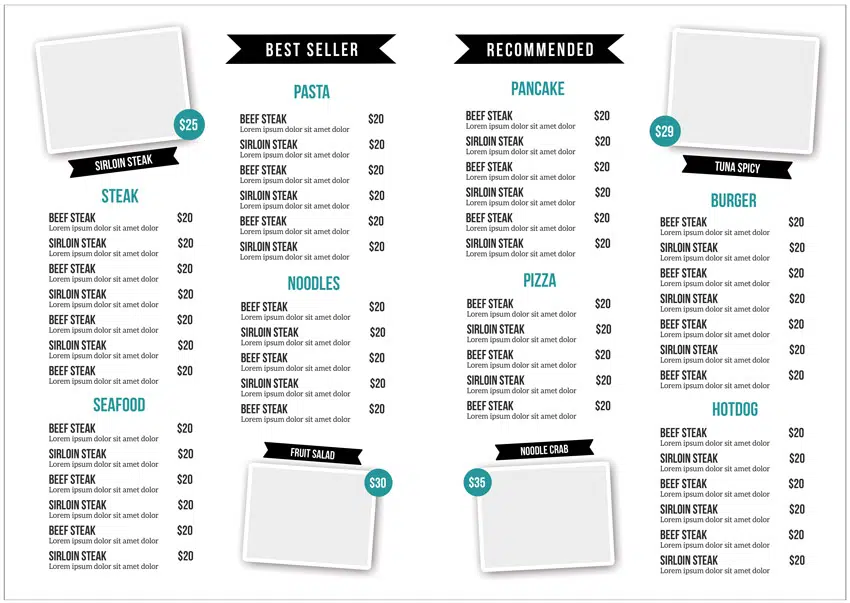 $25
SIRLOIN STEAK
STEAK
BEEF STEAK $20
Lorem ipsum dolor sit amet dolor
SIRLOIN STEAK $20
Lorem ipsum dolor sit amet dolor
BEEF STEAK $20
Lorem ipsum dolor sit amet dolor
SIRLOIN STEAK $20
Lorem ipsum dolor sit amet dolor
BEEF STEAK $20
Lorem ipsum dolor sit amet dolor
SIRLOIN STEAK $20
Lorem ipsum dolor sit amet dolor
BEEF STEAK $20
Lorem ipsum dolor sit amet dolor
SEAFOOD
BEEF STEAK $20
Lorem ipsum dolor sit amet dolor
SIRLOIN STEAK $20
Lorem ipsum dolor sit amet dolor
BEEF STEAK $20
Lorem ipsum dolor sit amet dolor
SIRLOIN STEAK $20
Lorem ipsum dolor sit amet dolor
BEEF STEAK $20
Lorem ipsum dolor sit amet dolor
SIRLOIN STEAK $20
Lorem ipsum dolor sit amet dolor
BEST SELLER
PASTA
BEEF STEAK $20
Lorem ipsum dolor sit amet dolor
SIRLOIN STEAK $20
Lorem ipsum dolor sit amet dolor
BEEF STEAK $20
Lorem ipsum dolor sit amet dolor
SIRLOIN STEAK $20
Lorem ipsum dolor sit amet dolor
BEEF STEAK $20
Lorem ipsum dolor sit amet dolor
SIRLOIN STEAK $20
Lorem ipsum dolor sit amet dolor
NOODLES
BEEF STEAK $20
Lorem ipsum dolor sit amet dolor
SIRLOIN STEAK $20
Lorem ipsum dolor sit amet dolor
BEEF STEAK $20
Lorem ipsum dolor sit amet dolor
SIRLOIN STEAK $20
Lorem ipsum dolor sit amet dolor
BEEF STEAK $20
Lorem ipsum dolor sit amet dolor
FRUIT SALAD
$30
RECOMMENDED
PANCAKE
BEEF STEAK $20
Lorem ipsum dolor sit amet dolor
SIRLOIN STEAK $20
Lorem ipsum dolor sit amet dolor
BEEF STEAK $20
Lorem ipsum dolor sit amet dolor
SIRLOIN STEAK $20
Lorem ipsum dolor sit amet dolor
BEEF STEAK $20
Lorem ipsum dolor sit amet dolor
SIRLOIN STEAK $20
Lorem ipsum dolor sit amet dolor
PIZZA
BEEF STEAK $20
Lorem ipsum dolor sit amet dolor
SIRLOIN STEAK $20
Lorem ipsum dolor sit amet dolor
BEEF STEAK $20
Lorem ipsum dolor sit amet dolor
SIRLOIN STEAK $20
Lorem ipsum dolor sit amet dolor
BEEF STEAK $20
Lorem ipsum dolor sit amet dolor
NOODLE CRAB
$35
$29
TUNA SPICY
BURGER
BEEF STEAK $20
Lorem ipsum dolor sit amet dolor
SIRLOIN STEAK $20
Lorem ipsum dolor sit amet dolor
BEEF STEAK $20
Lorem ipsum dolor sit amet dolor
SIRLOIN STEAK $20
Lorem ipsum dolor sit amet dolor
BEEF STEAK $20
Lorem ipsum dolor sit amet dolor
SIRLOIN STEAK $20
Lorem ipsum dolor sit amet dolor
BEEF STEAK $20
Lorem ipsum dolor sit amet dolor
HOTDOG
BEEF STEAK $20
Lorem ipsum dolor sit amet dolor
SIRLOIN STEAK $20
Lorem ipsum dolor sit amet dolor
BEEF STEAK $20
Lorem ipsum dolor sit amet dolor
SIRLOIN STEAK $20
Lorem ipsum dolor sit amet dolor
BEEF STEAK $20
Lorem ipsum dolor sit amet dolor
SIRLOIN STEAK $20
Lorem ipsum dolor sit amet dolor